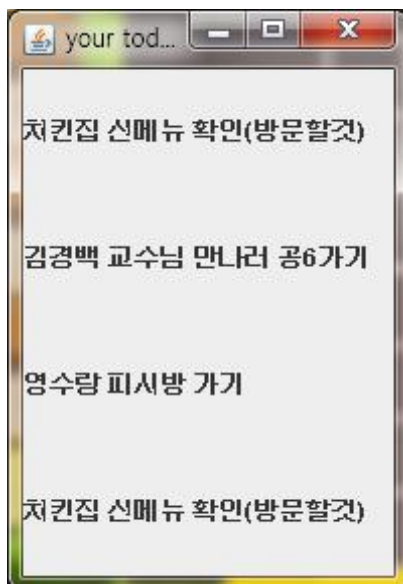 your tod...
처킨집 신메뉴 확인(방문할것)
김경백 교수님 만나러 공6가기
영수랑 피시방 가기
처킨집 신메뉴 확인(방문할것)